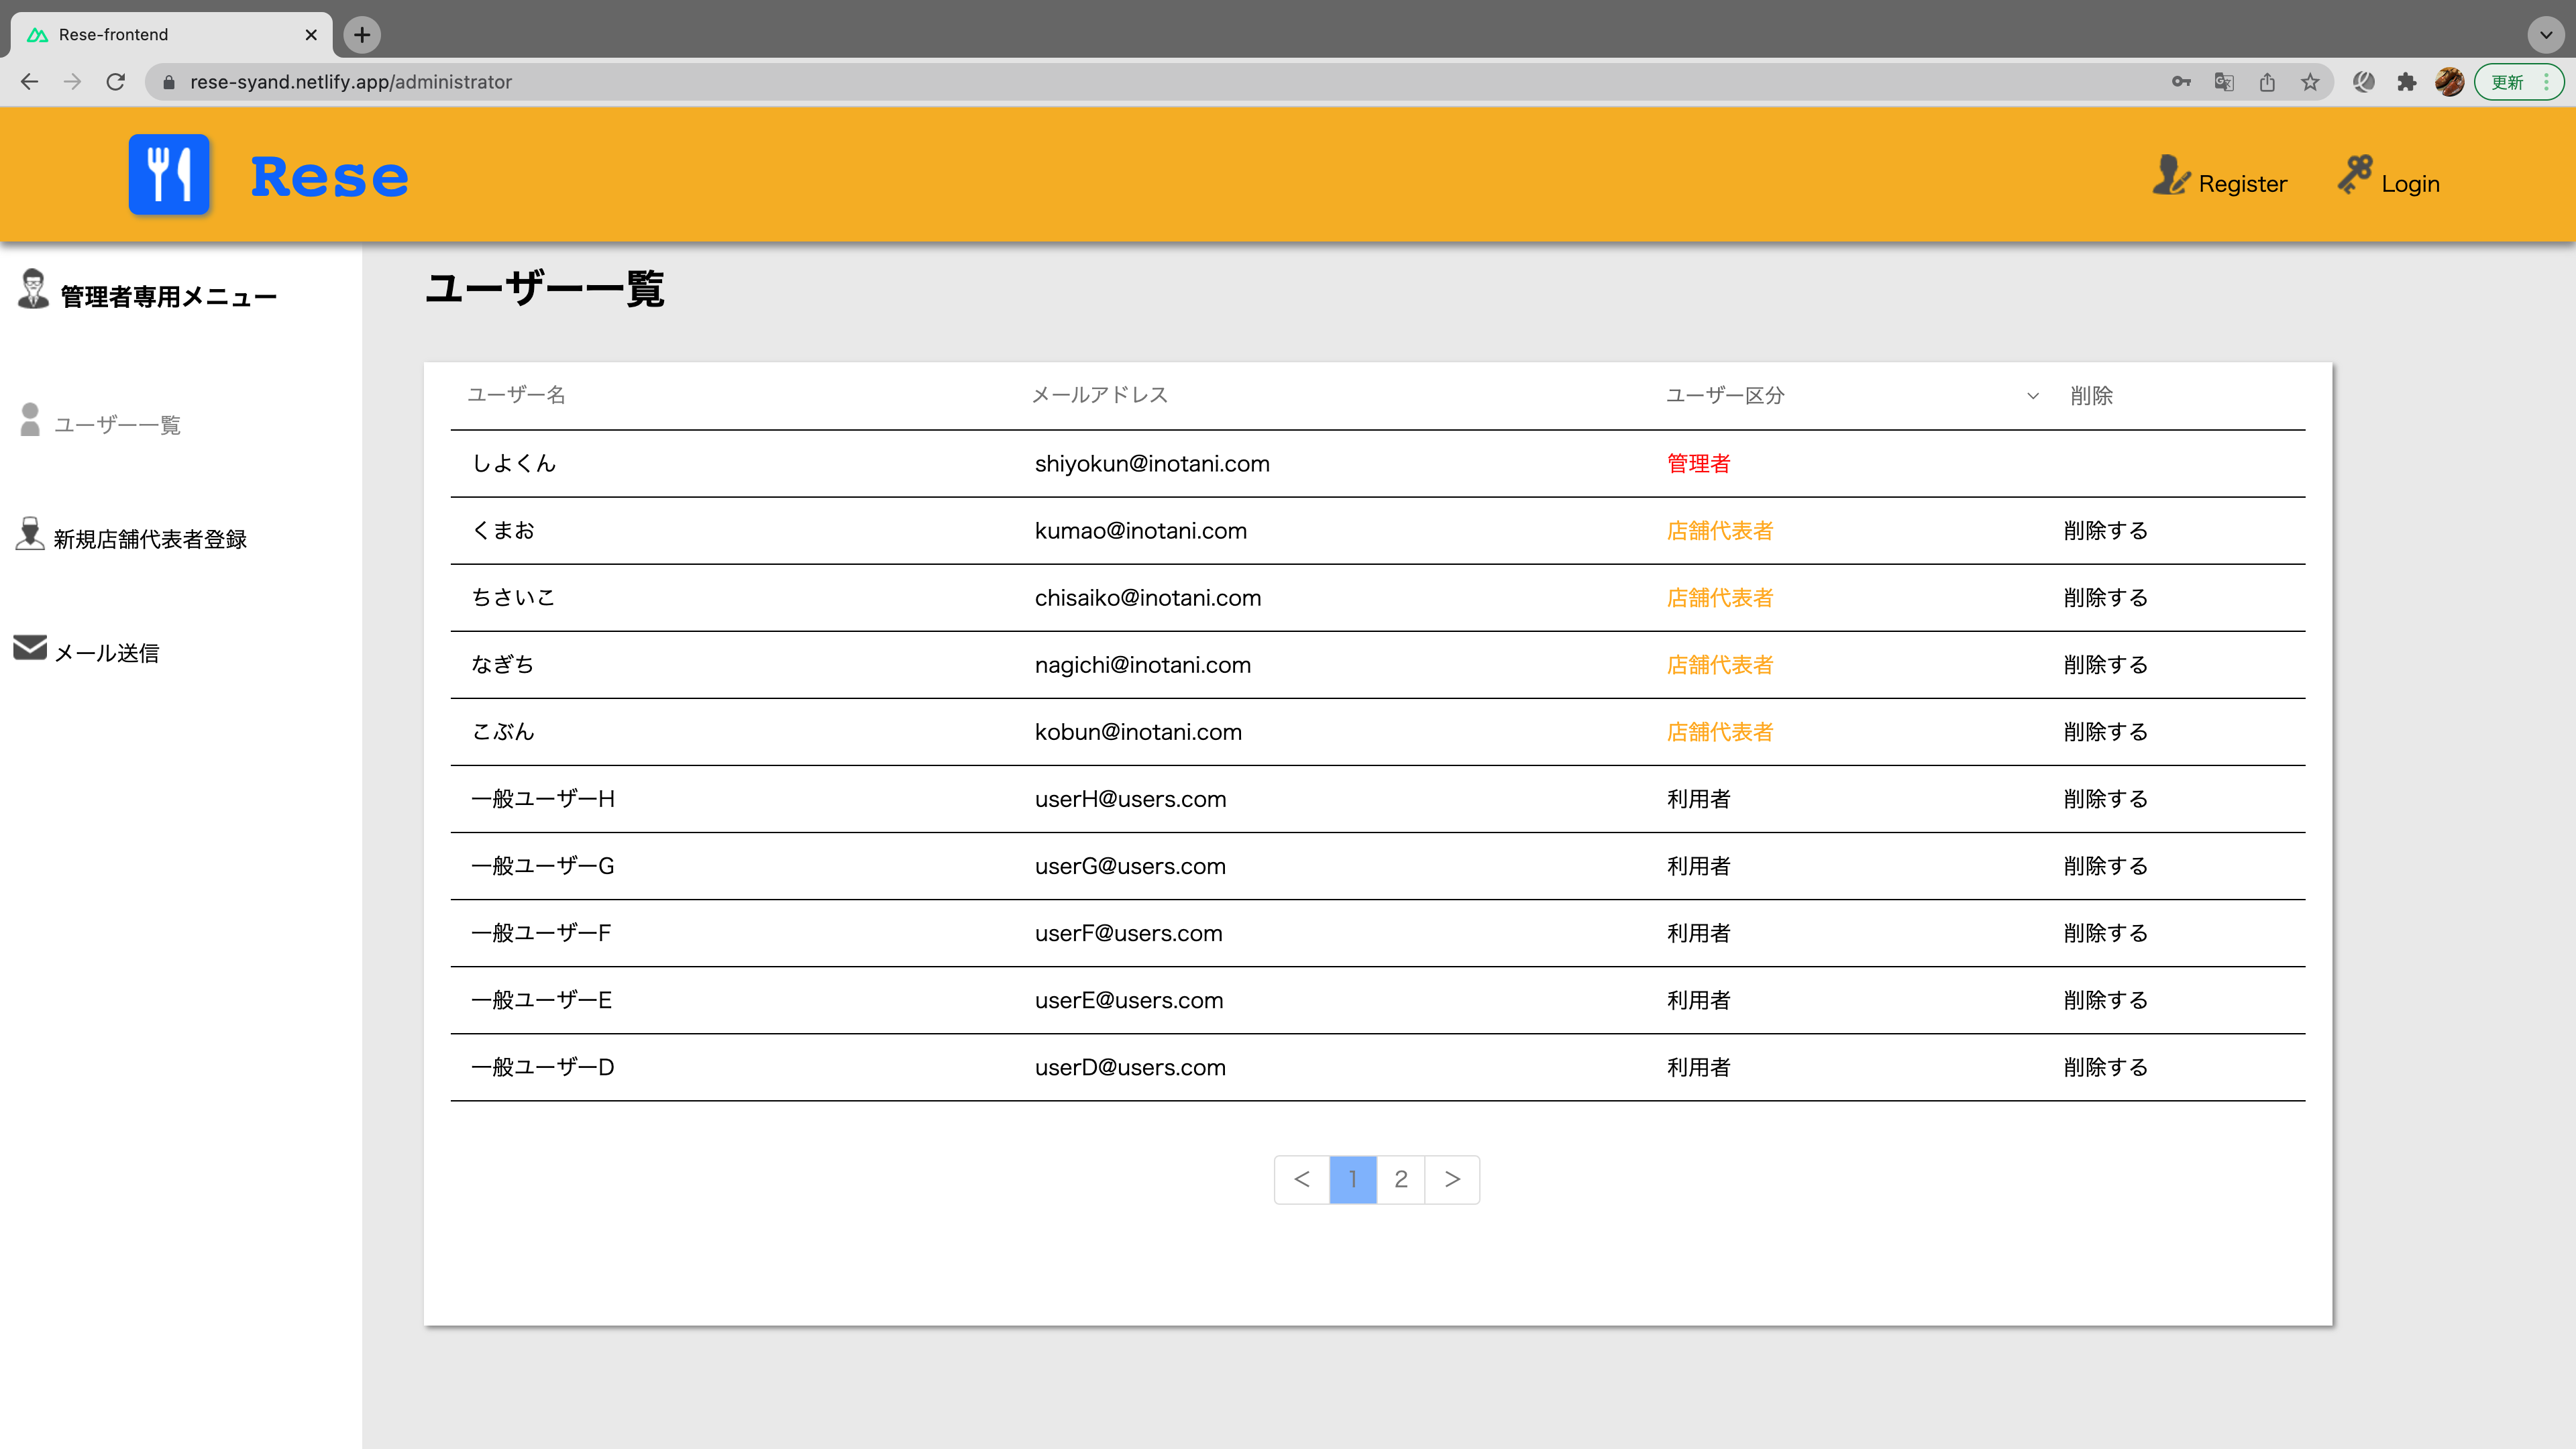 Rese-frontend
rese-syand.netlify.app/administrator
更新
Rese
Register
Login
管理者専用メニュー
ユーザー一覧
新規店舗代表者登録
メール送信
ユーザー一覧
ユーザー名 メールアドレス ユーザー区分 削除
しよくん shiyokun@inotani.com 管理者
くまお kumao@inotani.com 店舗代表者 削除する
ちさいこ chisaiko@inotani.com 店舗代表者 削除する
なぎち nagichi@inotani.com 店舗代表者 削除する
こぶん kobun@inotani.com 店舗代表者 削除する
一般ユーザーH userH@users.com 利用者 削除する
一般ユーザーG userG@users.com 利用者 削除する
一般ユーザーF userF@users.com 利用者 削除する
一般ユーザーE userE@users.com 利用者 削除する
一般ユーザーD userD@users.com 利用者 削除する
< 1 2 >